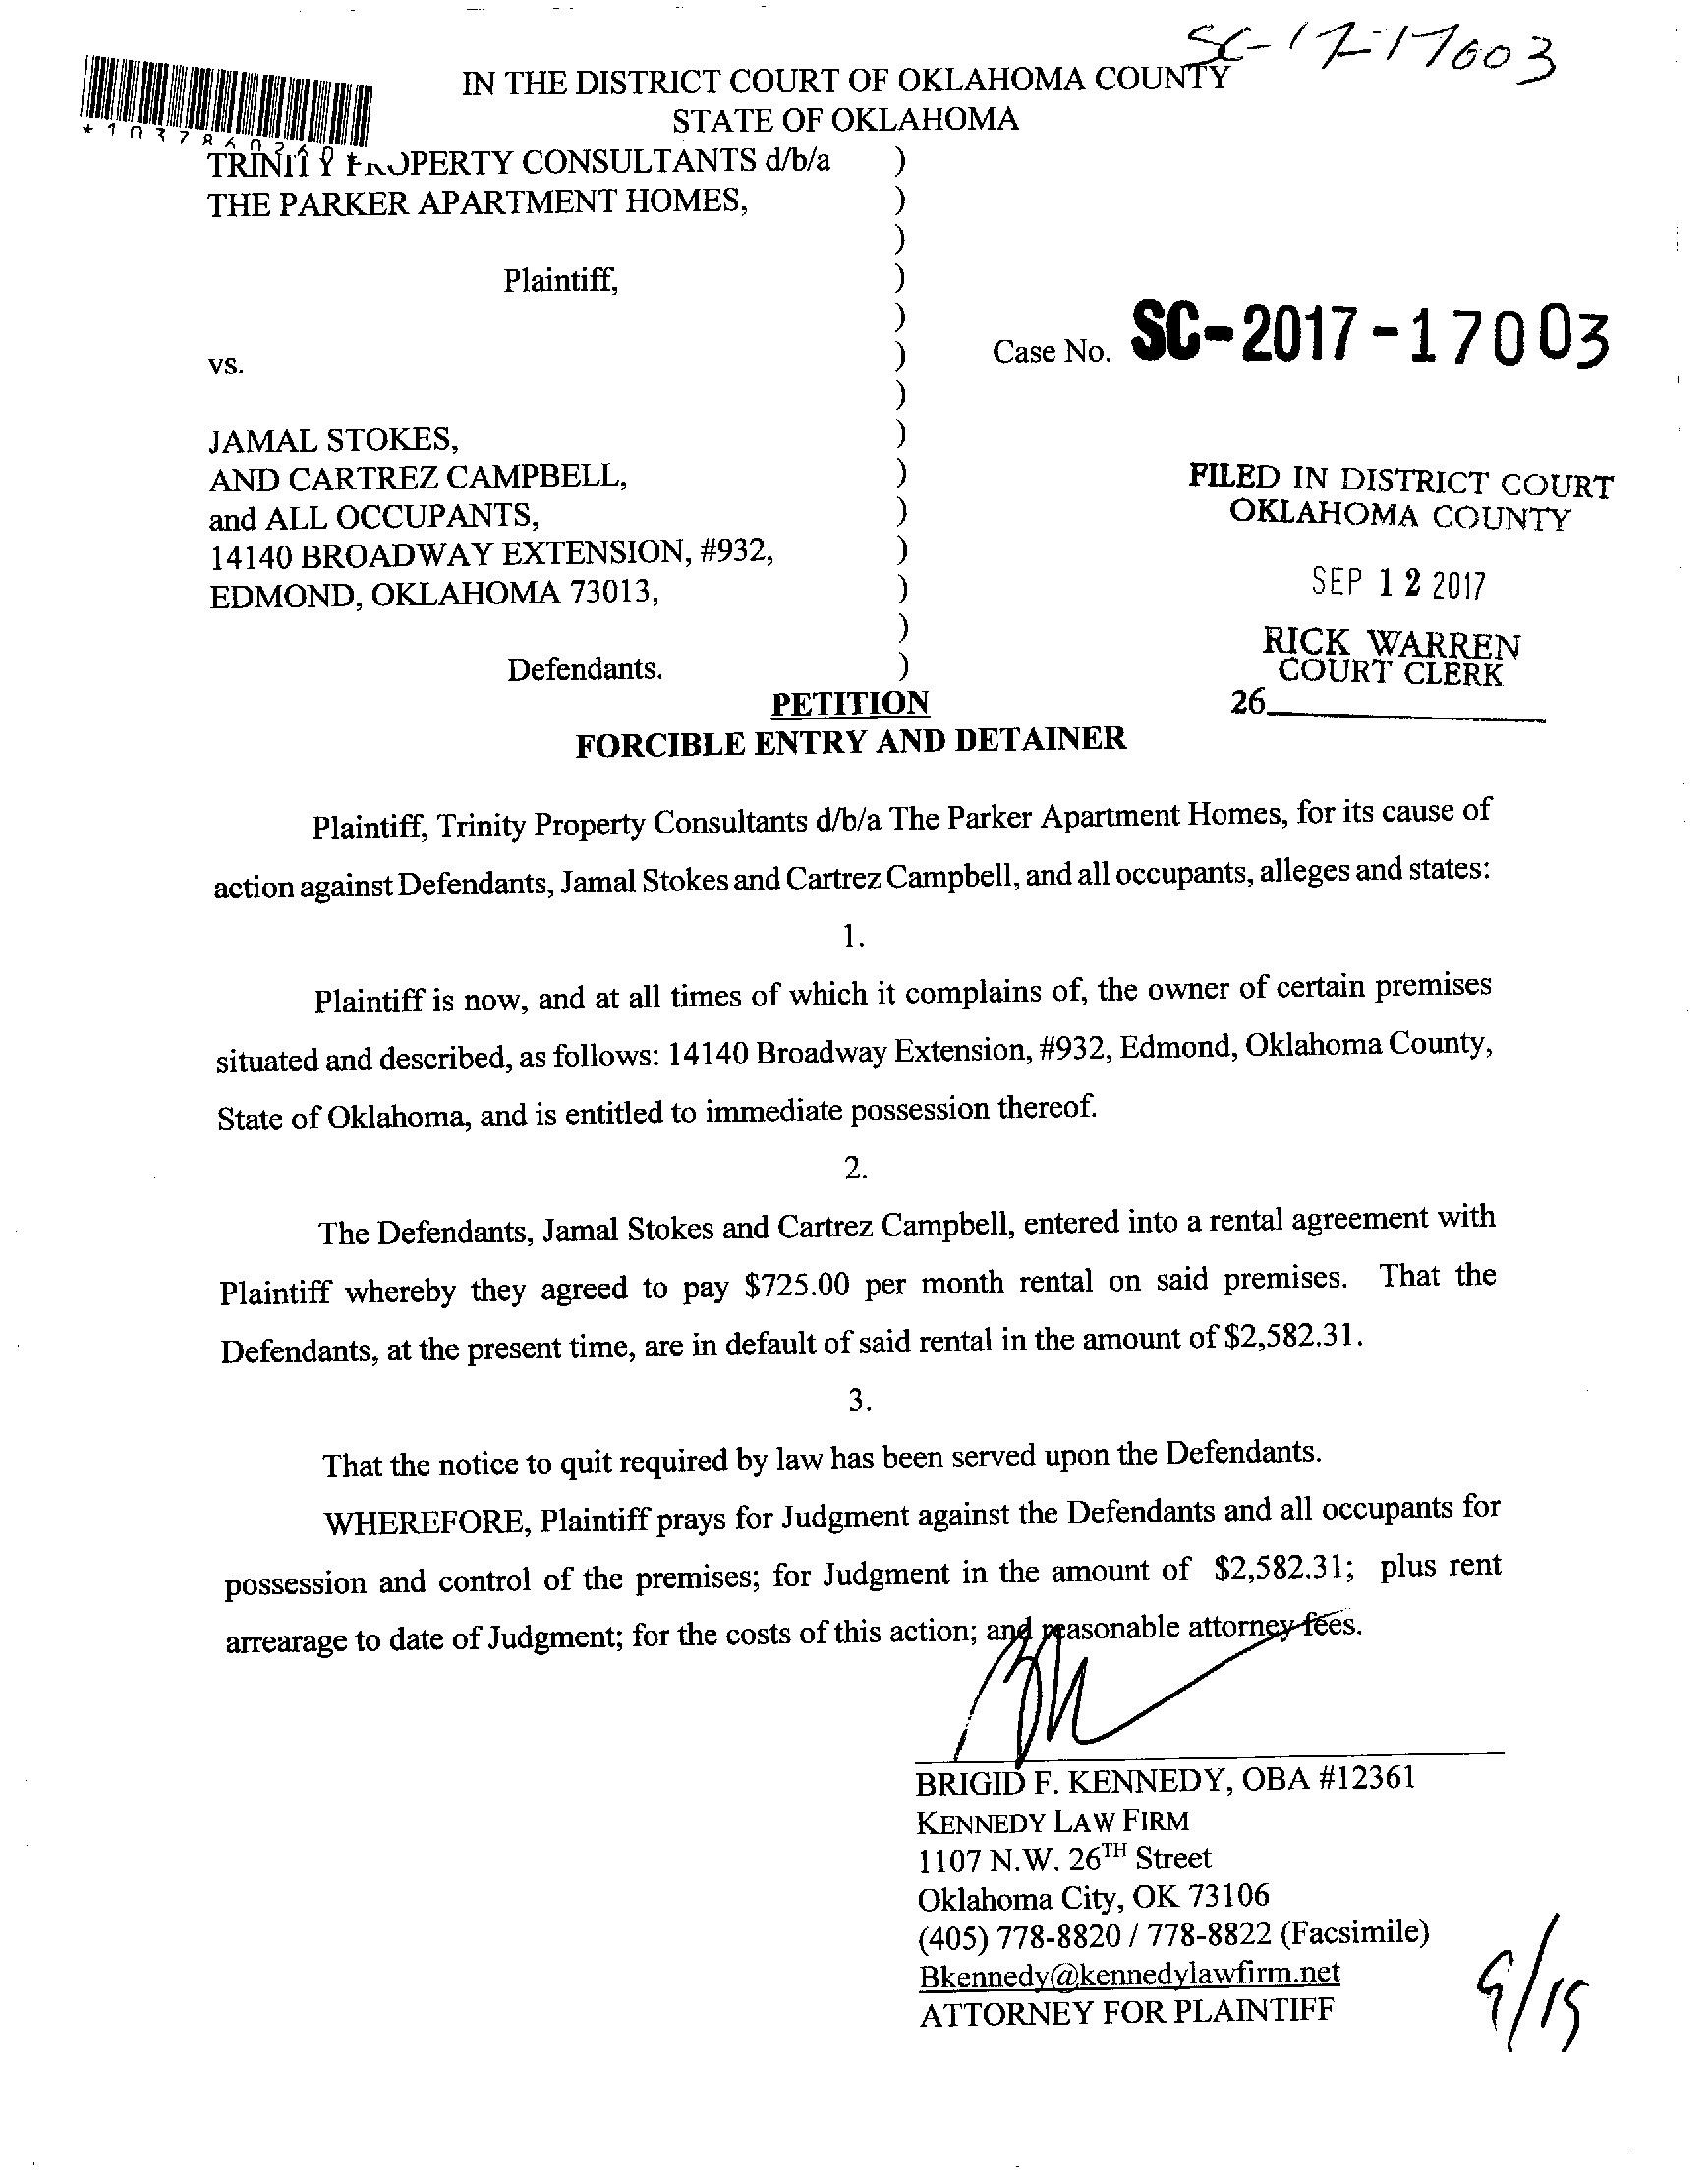 SC-17-17003
IN THE DISTRICT COURT OF OKLAHOMA COUNTY
STATE OF OKLAHOMA
TRINITY PROPERTY CONSULTANTS d/b/a )
THE PARKER APARTMENT HOMES, )
)
Plaintiff, )
)
vs. ) Case No. SC-2017-17003
)
JAMAL STOKES, )
AND CARTREZ CAMPBELL, )
and ALL OCCUPANTS, )
14140 BROADWAY EXTENSION, #932, )
EDMOND, OKLAHOMA 73013, )
)
Defendants. )
FILED IN DISTRICT COURT
OKLAHOMA COUNTY
SEP 12 2017
RICK WARREN
COURT CLERK
26
PETITION
FORCIBLE ENTRY AND DETAINER
Plaintiff, Trinity Property Consultants d/b/a The Parker Apartment Homes, for its cause of
action against Defendants, Jamal Stokes and Cartrez Campbell, and all occupants, alleges and states:
1.
Plaintiff is now, and at all times of which it complains of, the owner of certain premises
situated and described, as follows: 14140 Broadway Extension, #932, Edmond, Oklahoma County,
State of Oklahoma, and is entitled to immediate possession thereof.
2.
The Defendants, Jamal Stokes and Cartrez Campbell, entered into a rental agreement with
Plaintiff whereby they agreed to pay $725.00 per month rental on said premises. That the
Defendants, at the present time, are in default of said rental in the amount of $2,582.31.
3.
That the notice to quit required by law has been served upon the Defendants.
WHEREFORE, Plaintiff prays for Judgment against the Defendants and all occupants for
possession and control of the premises; for Judgment in the amount of $2,582.31; plus rent
arrearage to date of Judgment; for the costs of this action; and reasonable attorney fees.
BRIGID F. KENNEDY, OBA #12361
KENNEDY LAW FIRM
1107 N.W. 26TH Street
Oklahoma City, OK 73106
(405) 778-8820 / 778-8822 (Facsimile)
Bkennedy@kennedylawfirm.net
ATTORNEY FOR PLAINTIFF
9/19